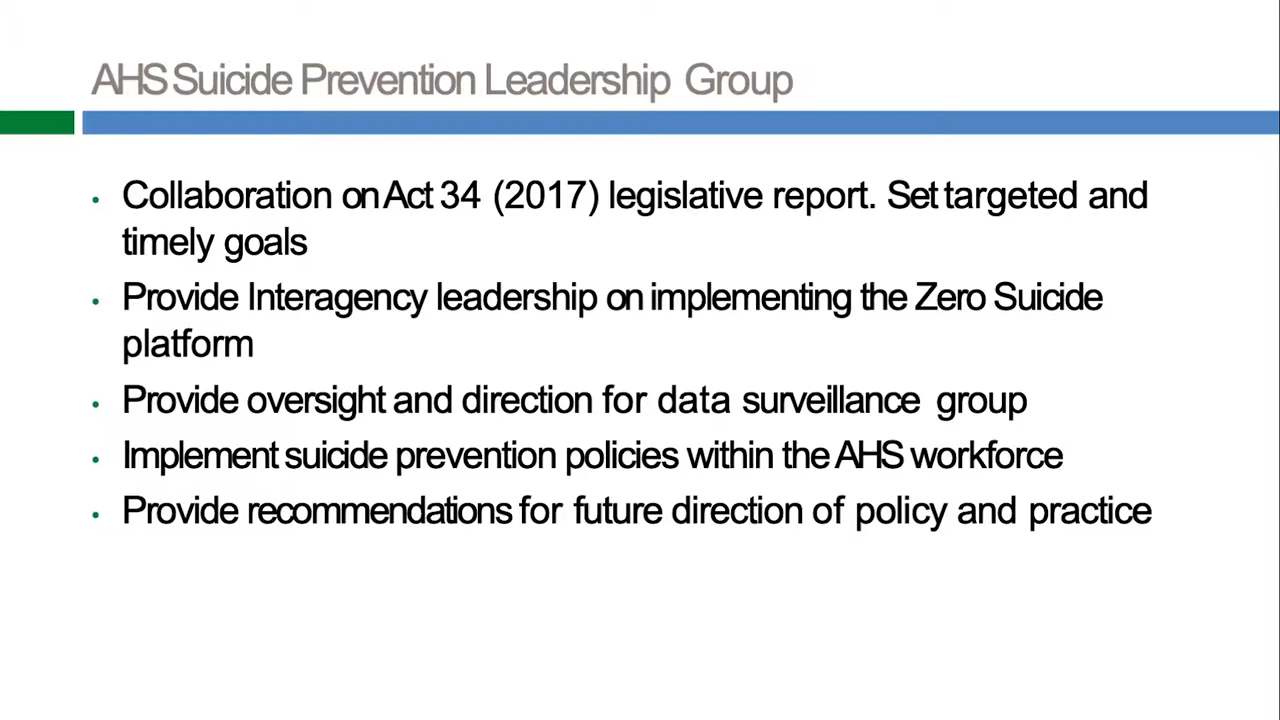 AHS Suicide Prevention Leadership Group
• Collaboration on Act 34 (2017) legislative report. Set targeted and
timely goals
• Provide Interagency leadership on implementing the Zero Suicide
platform
• Provide oversight and direction for data surveillance group
• Implement suicide prevention policies within the AHS workforce
• Provide recommendations for future direction of policy and practice